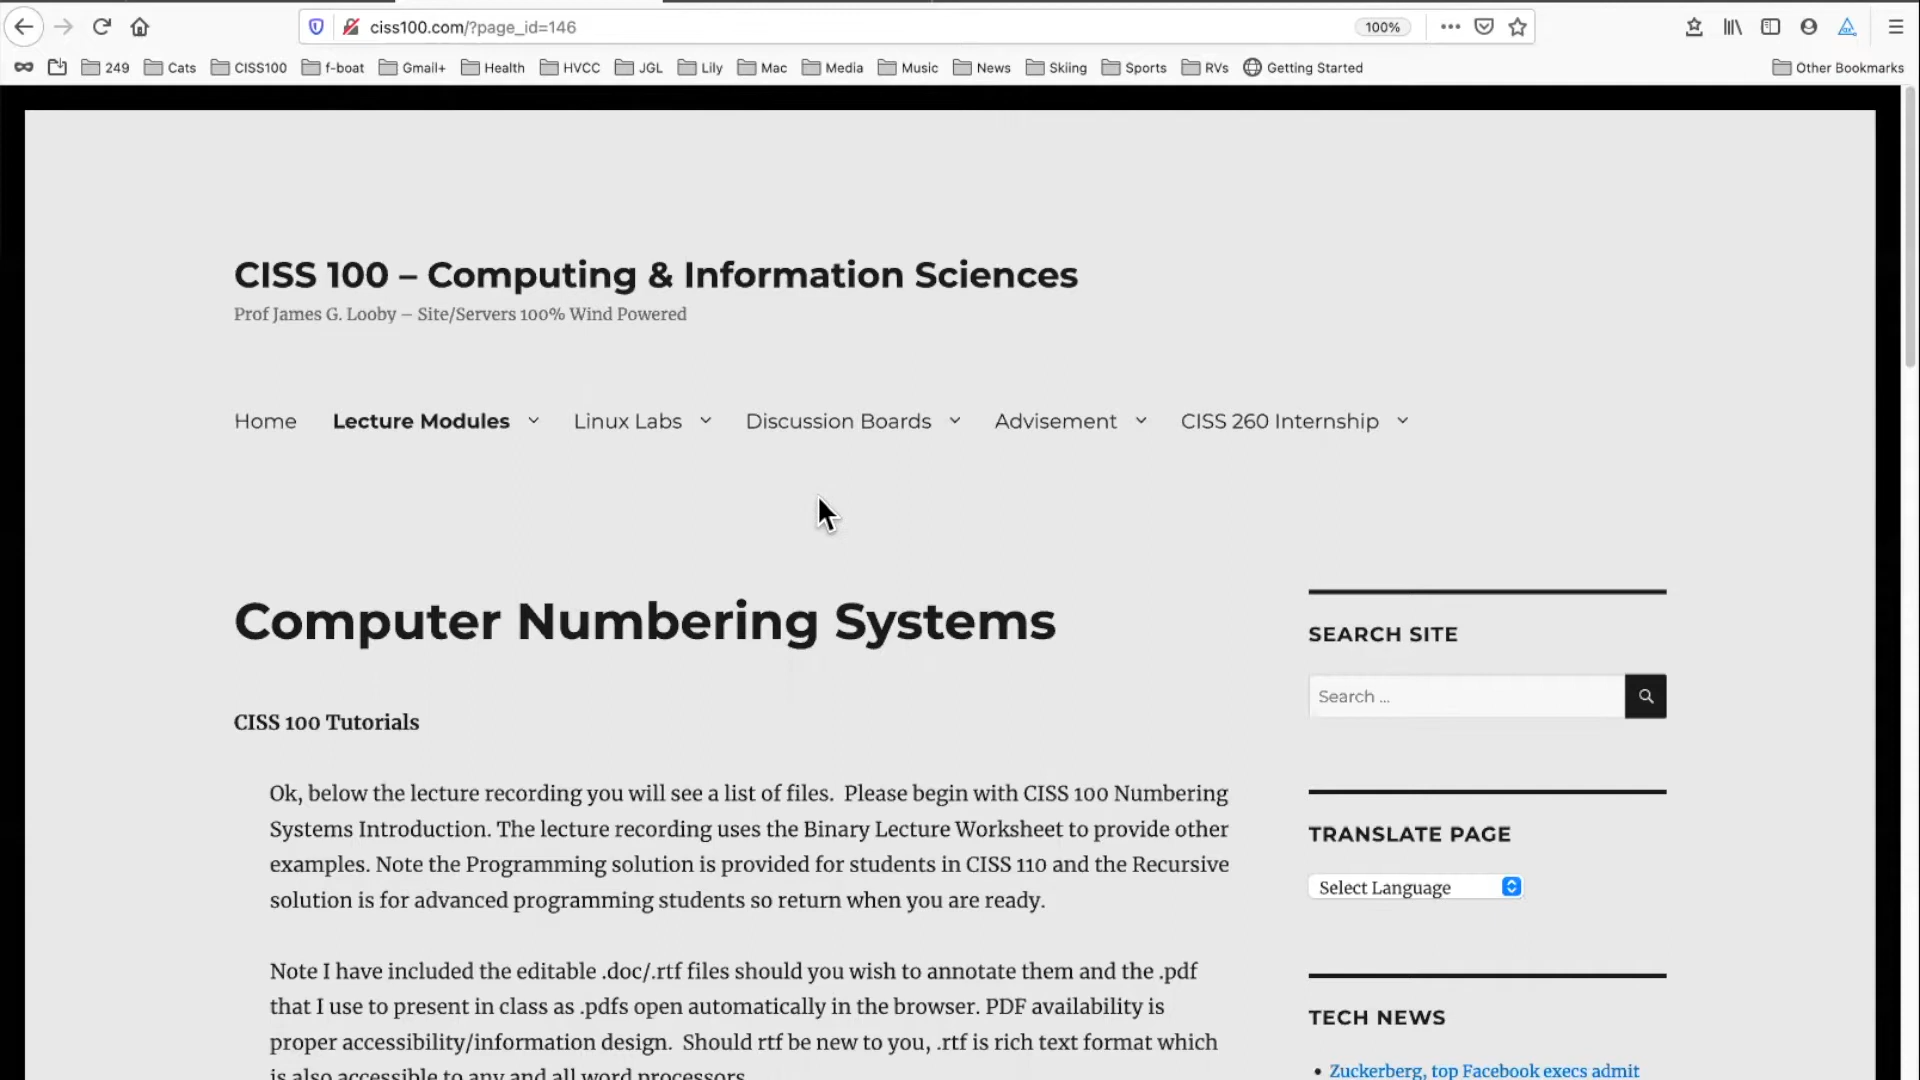 ciss100.com/?page_id=146
100%
249 Cats CISS100 f-boat Gmail+ Health HVCC JGL Lily Mac Media Music News Skiing Sports RVs Getting Started Other Bookmarks
CISS 100 – Computing & Information Sciences
Prof James G. Looby – Site/Servers 100% Wind Powered
Home Lecture Modules Linux Labs Discussion Boards Advisement CISS 260 Internship
Computer Numbering Systems
CISS 100 Tutorials
Ok, below the lecture recording you will see a list of files. Please begin with CISS 100 Numbering
Systems Introduction. The lecture recording uses the Binary Lecture Worksheet to provide other
examples. Note the Programming solution is provided for students in CISS 110 and the Recursive
solution is for advanced programming students so return when you are ready.
Note I have included the editable .doc/.rtf files should you wish to annotate them and the .pdf
that I use to present in class as .pdfs open automatically in the browser. PDF availability is
proper accessibility/information design. Should rtf be new to you, .rtf is rich text format which
is also accessible to any and all word processors.
SEARCH SITE
Search ...
TRANSLATE PAGE
Select Language
TECH NEWS
Zuckerberg, top Facebook execs admit